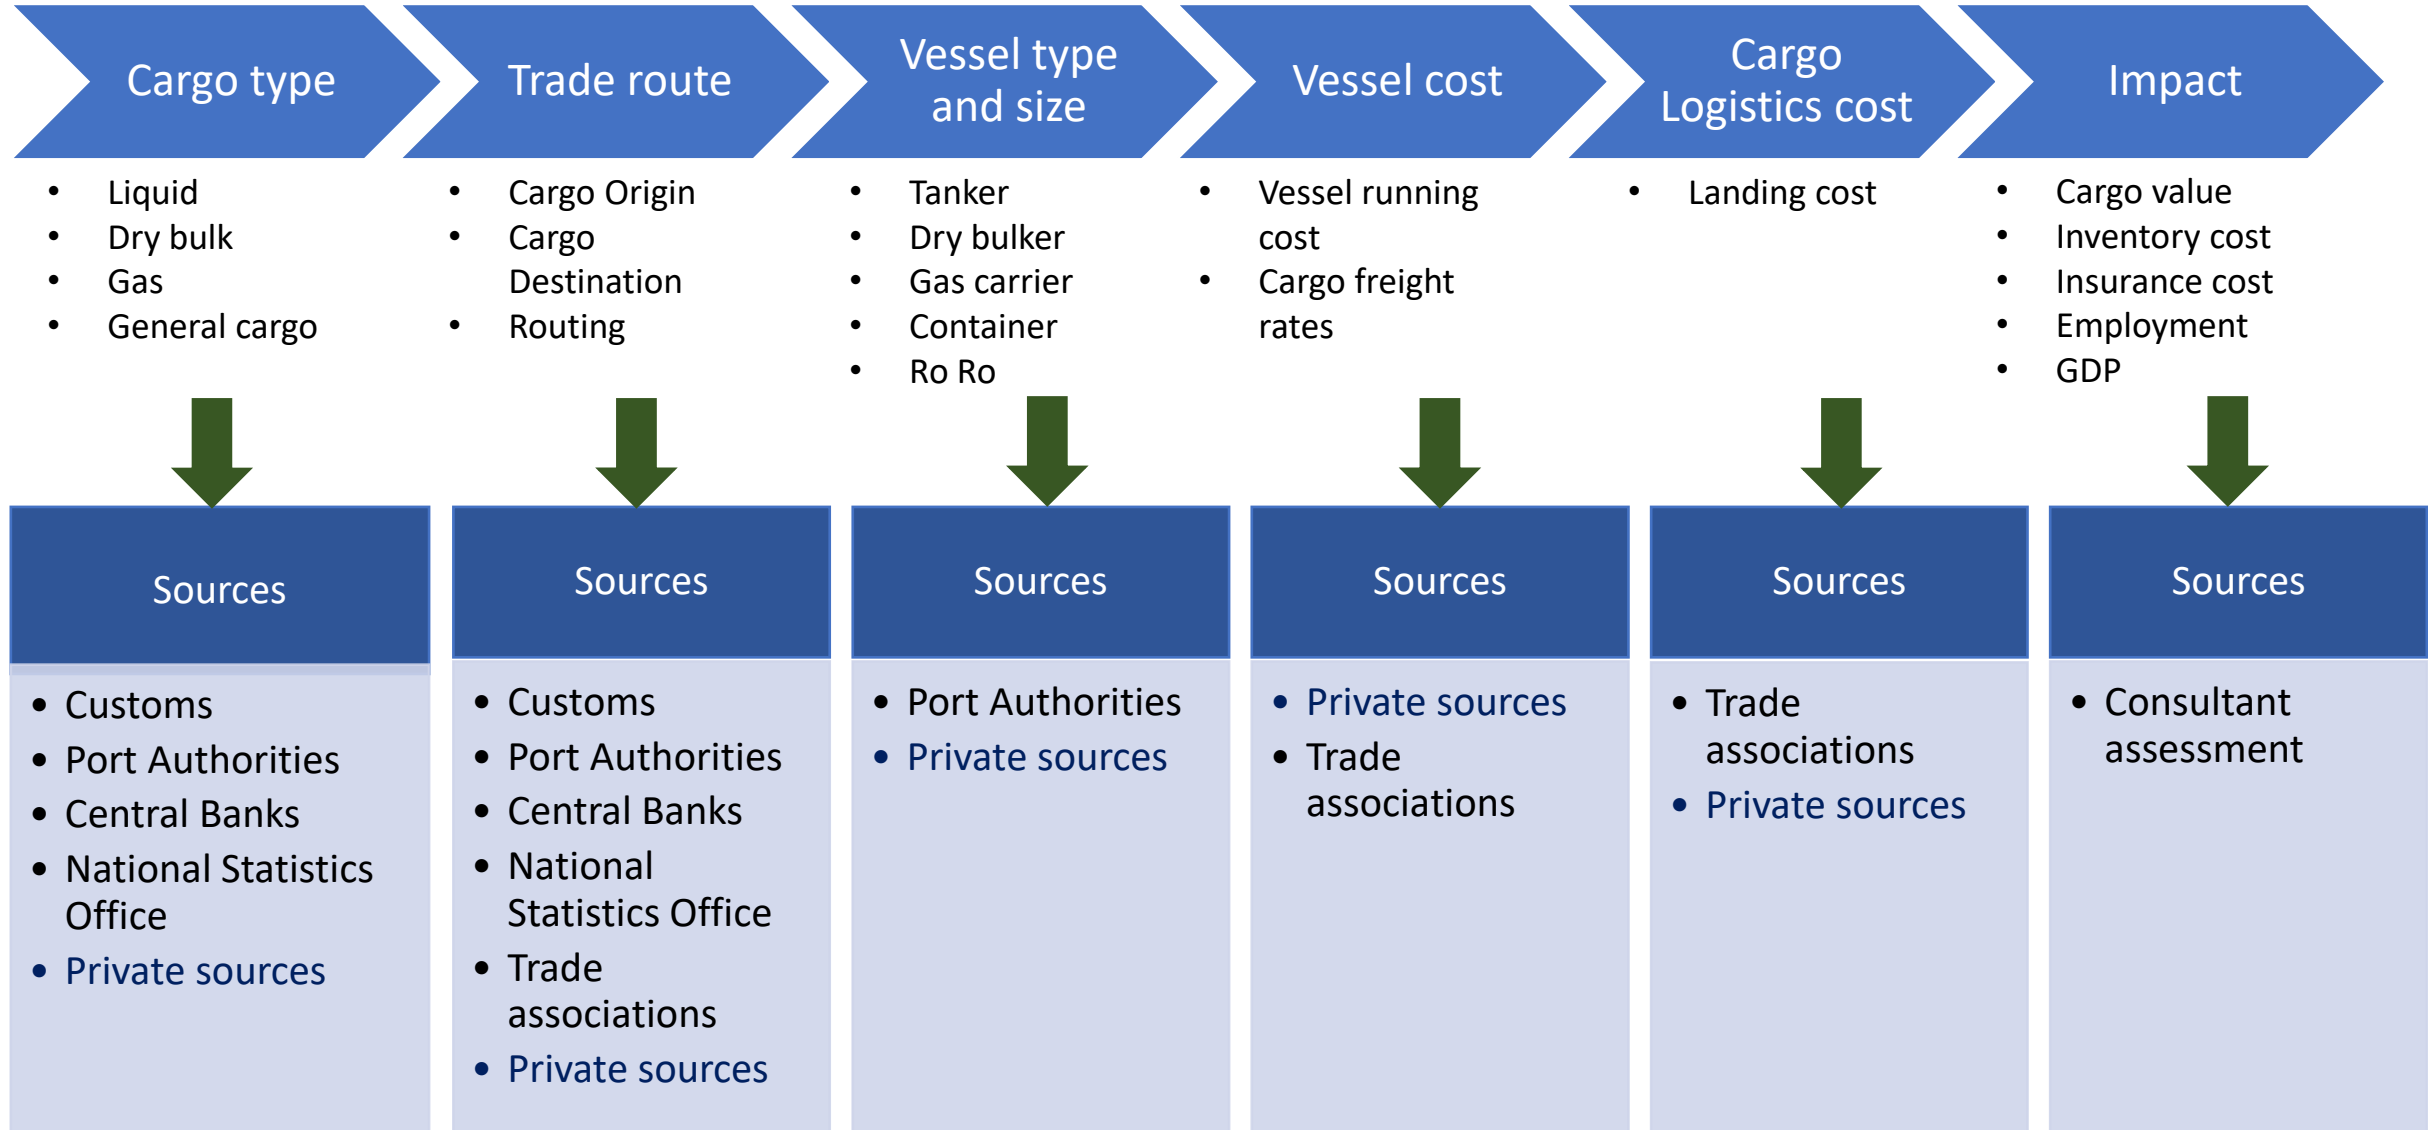 Cargo type
Trade route
Vessel type
and size
Vessel cost
Cargo
Logistics cost
Impact
• Liquid
• Dry bulk
• Gas
• General cargo
• Cargo Origin
• Cargo
Destination
• Routing
• Tanker
• Dry bulker
• Gas carrier
• Container
• Ro Ro
• Vessel running
cost
• Cargo freight
rates
• Landing cost
• Cargo value
• Inventory cost
• Insurance cost
• Employment
• GDP
Sources
• Customs
• Port Authorities
• Central Banks
• National Statistics
Office
• Private sources
Sources
• Customs
• Port Authorities
• Central Banks
• National
Statistics Office
• Trade
associations
• Private sources
Sources
• Port Authorities
• Private sources
Sources
• Private sources
• Trade
associations
Sources
• Trade
associations
• Private sources
Sources
• Consultant
assessment